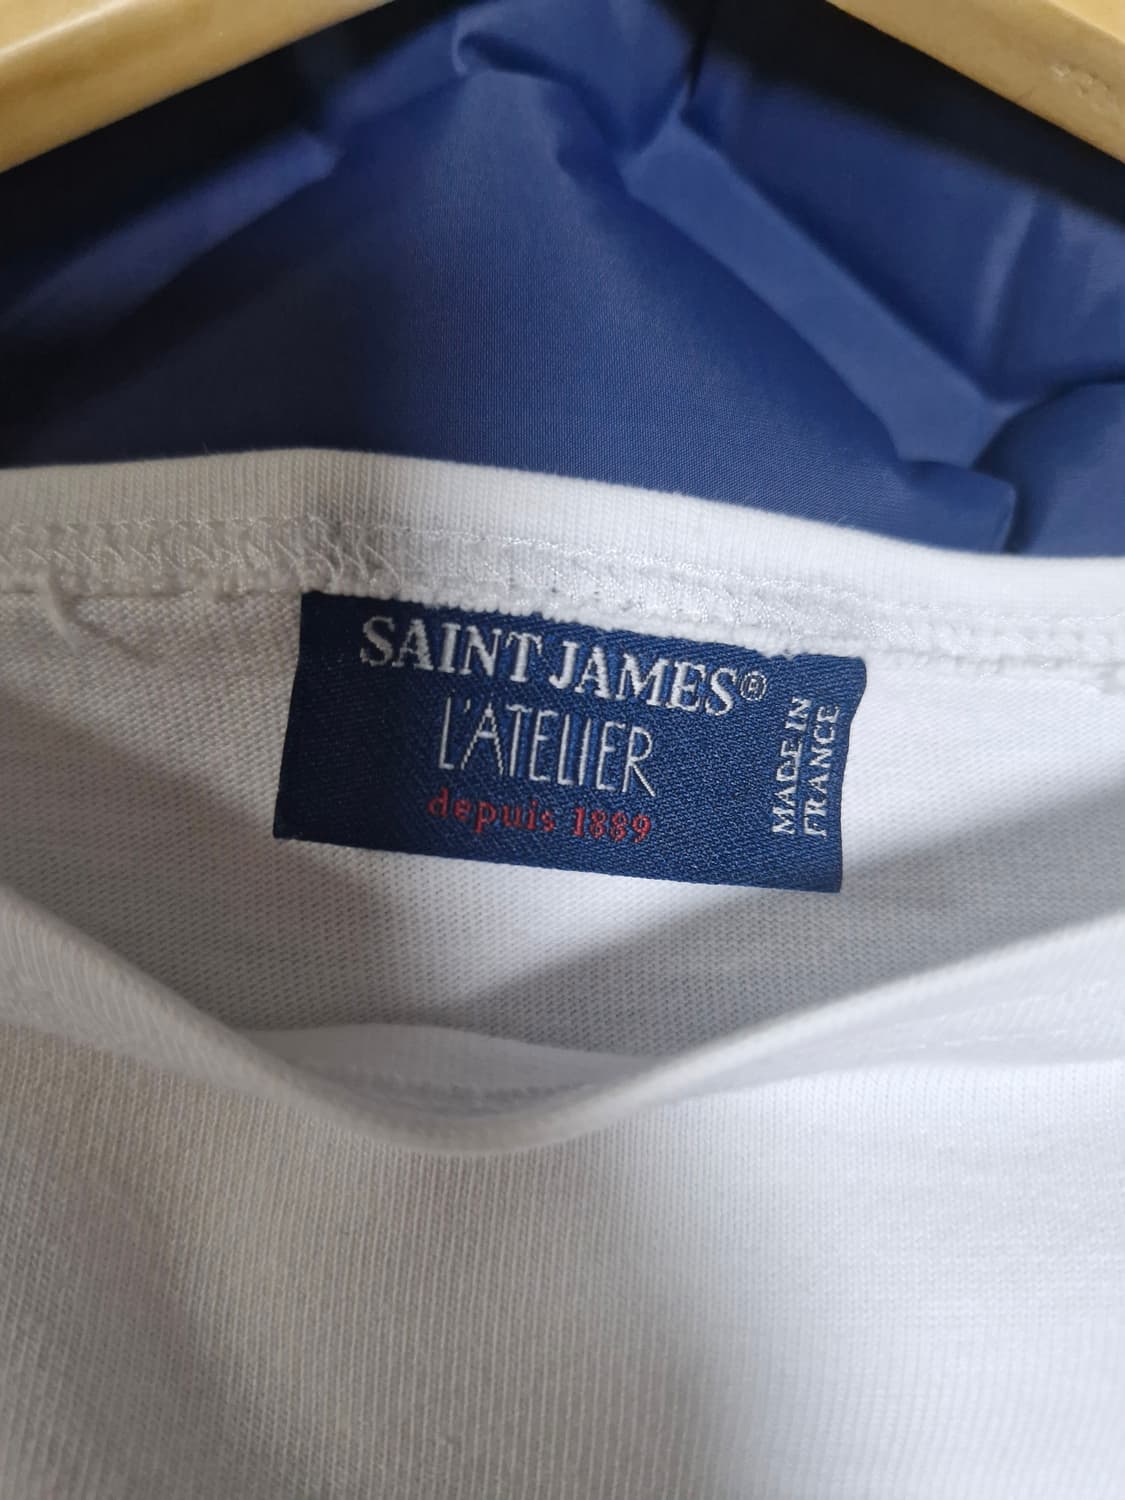 SAINT JAMES®
L'ATELIER
depuis 1889
MADE IN
FRANCE